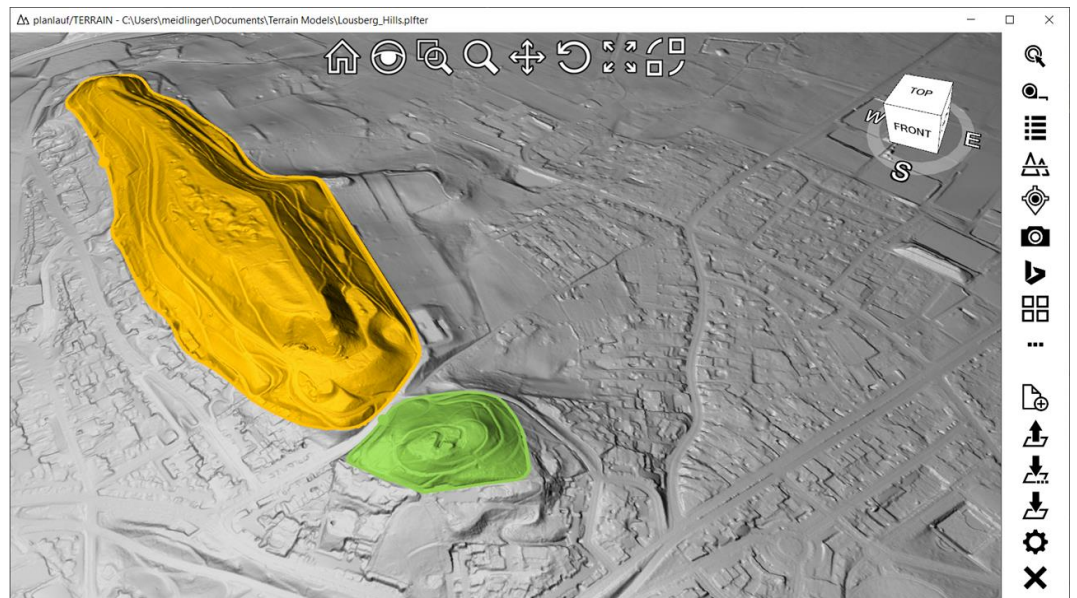 planlauf/TERRAIN - C:\Users\meidlinger\Documents\Terrain Models\Lousberg_Hills.plfter
TOP
W
FRONT
E
S